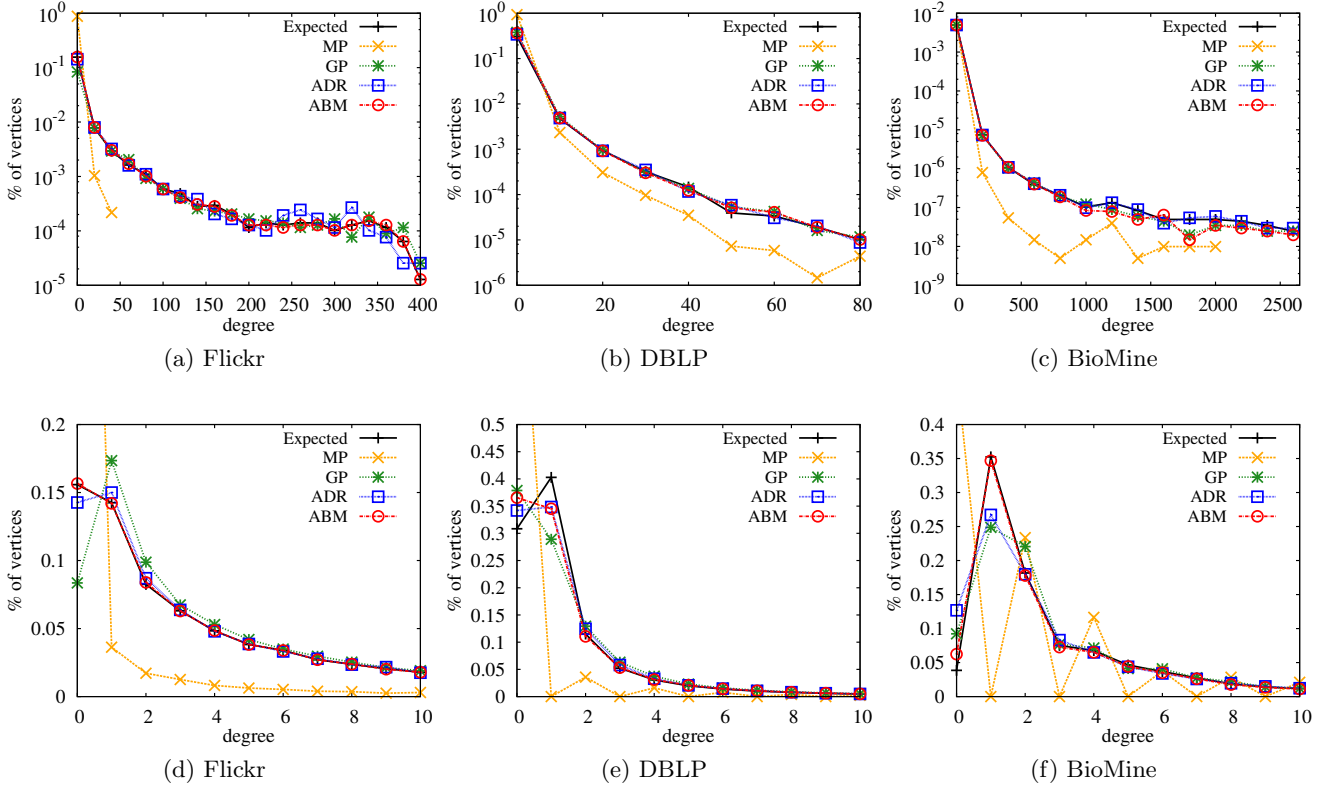 % of vertices
10^0
10^-1
10^-2
10^-3
10^-4
10^-5
0 50 100 150 200 250 300 350 400
degree
Expected
MP
GP
ADR
ABM
(a) Flickr
% of vertices
10^0
10^-1
10^-2
10^-3
10^-4
10^-5
10^-6
0 20 40 60 80
degree
Expected
MP
GP
ADR
ABM
(b) DBLP
% of vertices
10^-2
10^-3
10^-4
10^-5
10^-6
10^-7
10^-8
10^-9
0 500 1000 1500 2000 2500
degree
Expected
MP
GP
ADR
ABM
(c) BioMine
% of vertices
0.2
0.15
0.1
0.05
0
0 2 4 6 8 10
degree
Expected
MP
GP
ADR
ABM
(d) Flickr
% of vertices
0.5
0.45
0.4
0.35
0.3
0.25
0.2
0.15
0.1
0.05
0
0 2 4 6 8 10
degree
Expected
MP
GP
ADR
ABM
(e) DBLP
% of vertices
0.4
0.35
0.3
0.25
0.2
0.15
0.1
0.05
0
0 2 4 6 8 10
degree
Expected
MP
GP
ADR
ABM
(f) BioMine